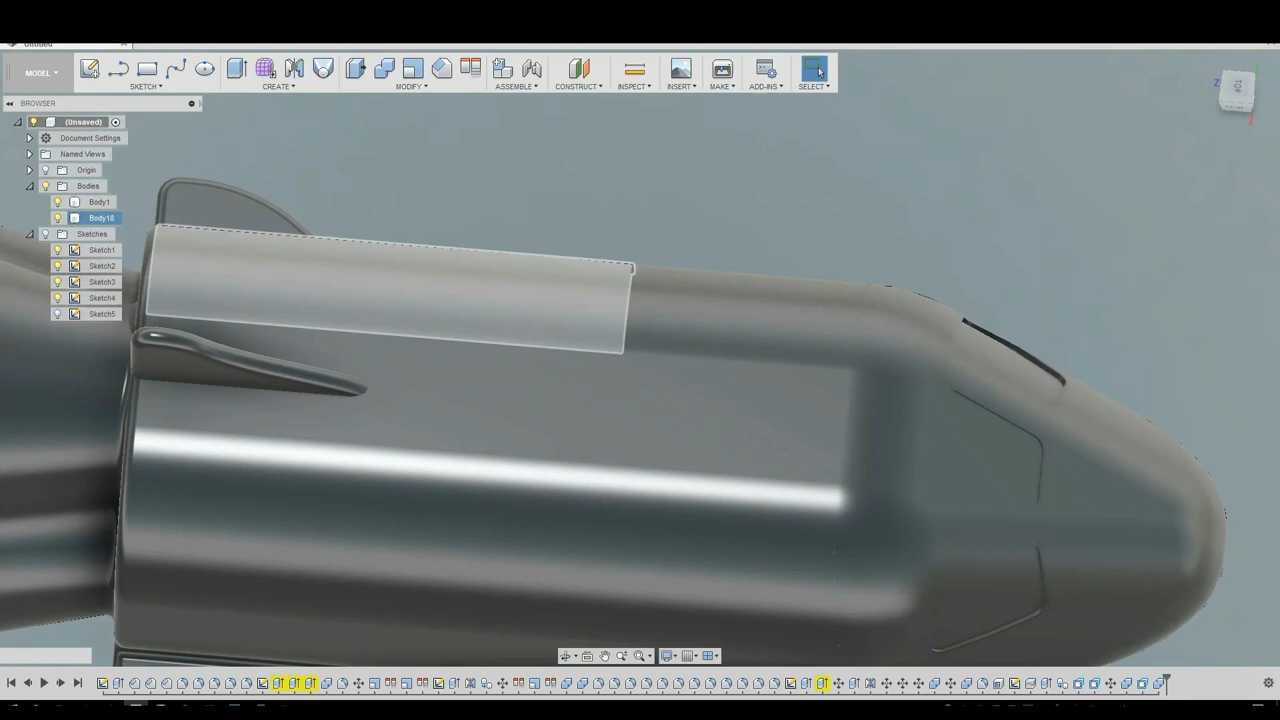 Untitled
MODEL
SKETCH
CREATE
MODIFY
ASSEMBLE
CONSTRUCT
INSPECT
INSERT
MAKE
ADD-INS
SELECT
BROWSER
(Unsaved)
Document Settings
Named Views
Origin
Bodies
Body1
Body18
Sketches
Sketch1
Sketch2
Sketch3
Sketch4
Sketch5
TOP
Z
X